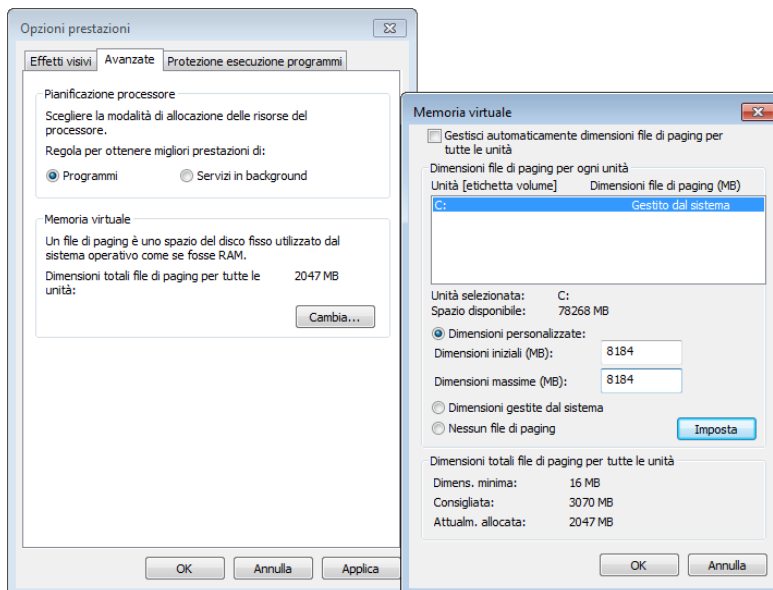 Opzioni prestazioni
Effetti visivi Avanzate Protezione esecuzione programmi
Pianificazione processore
Scegliere la modalità di allocazione delle risorse del
processore.
Regola per ottenere migliori prestazioni di:
Programmi Servizi in background
Memoria virtuale
Un file di paging è uno spazio del disco fisso utilizzato dal
sistema operativo come se fosse RAM.
Dimensioni totali file di paging per tutte le 2047 MB
unità:
Cambia...
OK Annulla Applica
Memoria virtuale
Gestisci automaticamente dimensioni file di paging per
tutte le unità
Dimensioni file di paging per ogni unità
Unità [etichetta volume] Dimensioni file di paging (MB)
C: Gestito dal sistema
Unità selezionata: C:
Spazio disponibile: 78268 MB
Dimensioni personalizzate:
Dimensioni iniziali (MB): 8184
Dimensioni massime (MB): 8184
Dimensioni gestite dal sistema
Nessun file di paging Imposta
Dimensioni totali file di paging per tutte le unità
Dimens. minima: 16 MB
Consigliata: 3070 MB
Attualm. allocata: 2047 MB
OK Annulla